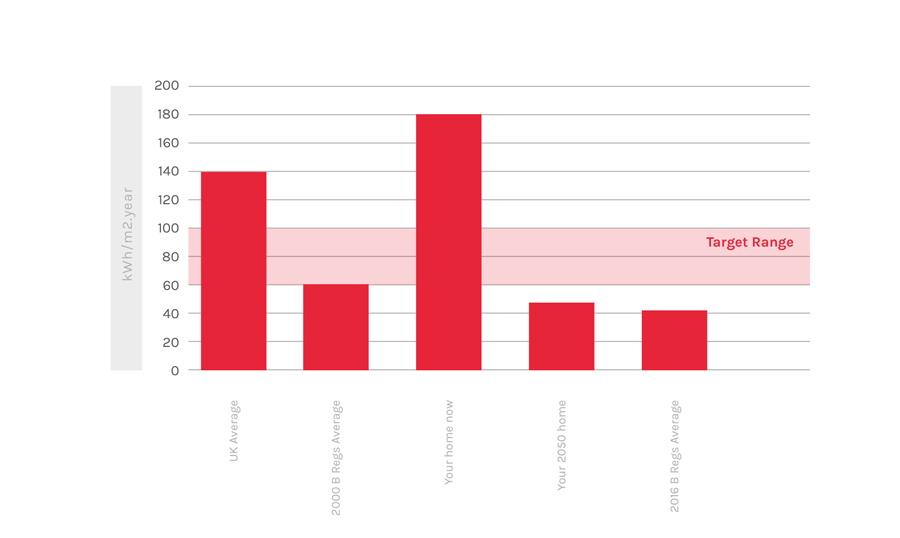 200
180
160
140
120
100
80
60
40
20
0
kWh/m2.year
Target Range
UK Average
2000 B Regs Average
Your home now
Your 2050 home
2016 B Regs Average